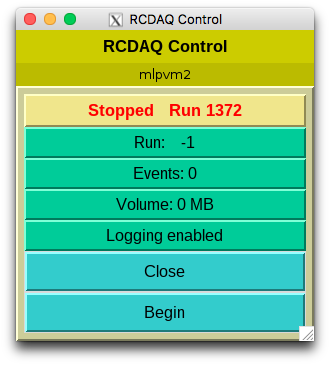 RCDAQ Control
RCDAQ Control
mlpvm2
Stopped Run 1372
Run: -1
Events: 0
Volume: 0 MB
Logging enabled
Close
Begin